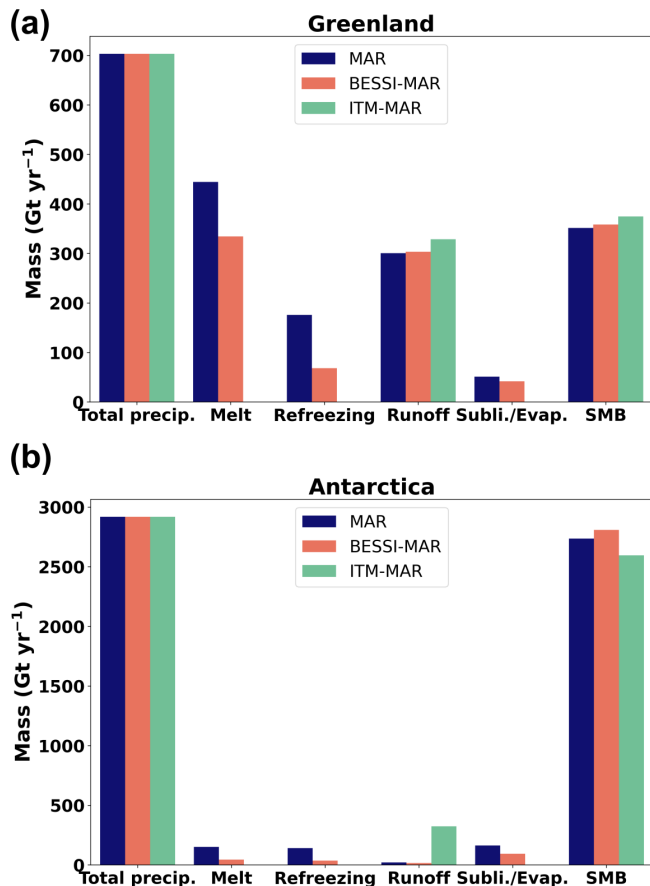 (a)
Greenland
MAR
BESSI-MAR
ITM-MAR
Mass (Gt yr⁻¹)
700
600
500
400
300
200
100
0
Total precip. Melt Refreezing Runoff Subli./Evap. SMB
(b)
Antarctica
MAR
BESSI-MAR
ITM-MAR
Mass (Gt yr⁻¹)
3000
2500
2000
1500
1000
500
0
Total precip. Melt Refreezing Runoff Subli./Evap. SMB